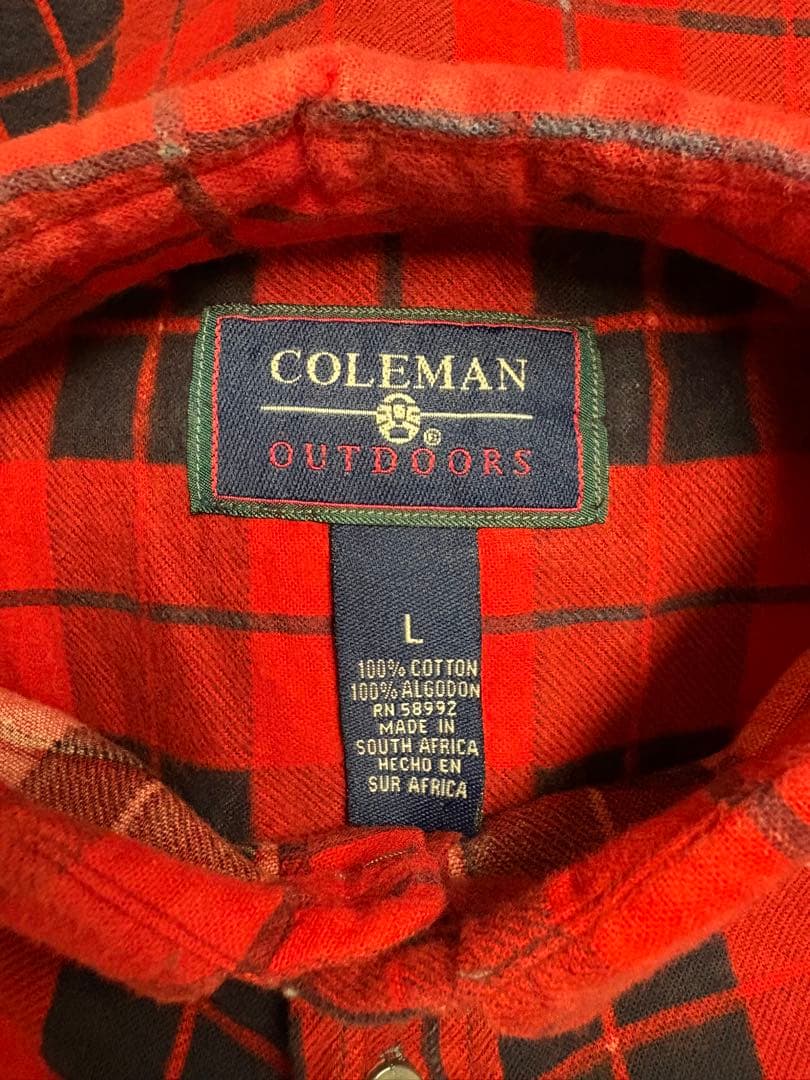 COLEMAN
®
OUTDOORS
L
100% COTTON
100% ALGODON
RN 58992
MADE IN
SOUTH AFRICA
HECHO EN
SUR AFRICA